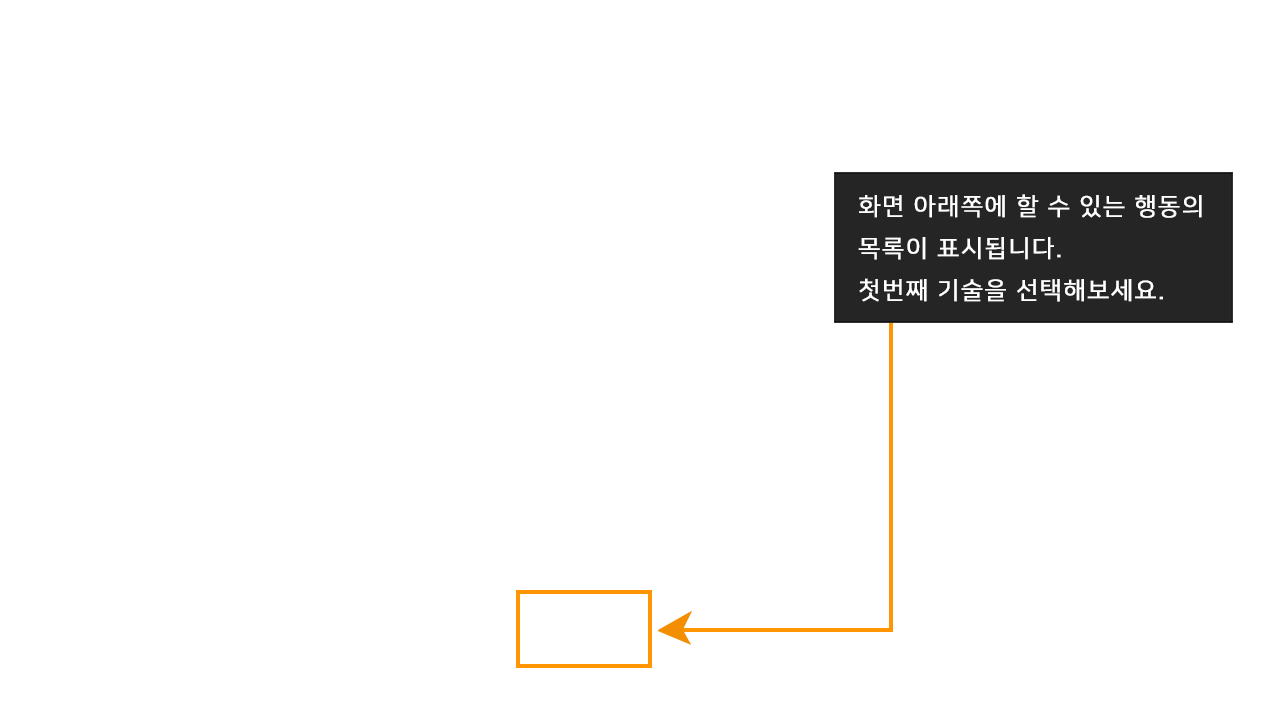 화면 아래쪽에 할 수 있는 행동의
목록이 표시됩니다.
첫번째 기술을 선택해보세요.